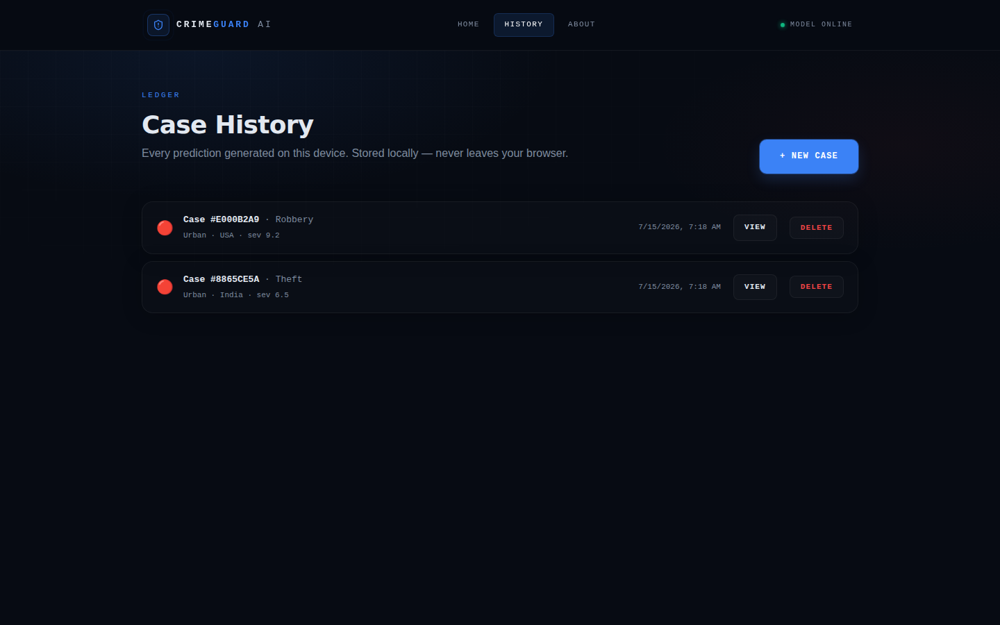 CRIMEGUARD AI
HOME
HISTORY
ABOUT
MODEL ONLINE
LEDGER
Case History
Every prediction generated on this device. Stored locally — never leaves your browser.
+ NEW CASE
Case #E000B2A9 · Robbery
Urban · USA · sev 9.2
7/15/2026, 7:18 AM
VIEW
DELETE
Case #8865CE5A · Theft
Urban · India · sev 6.5
7/15/2026, 7:18 AM
VIEW
DELETE